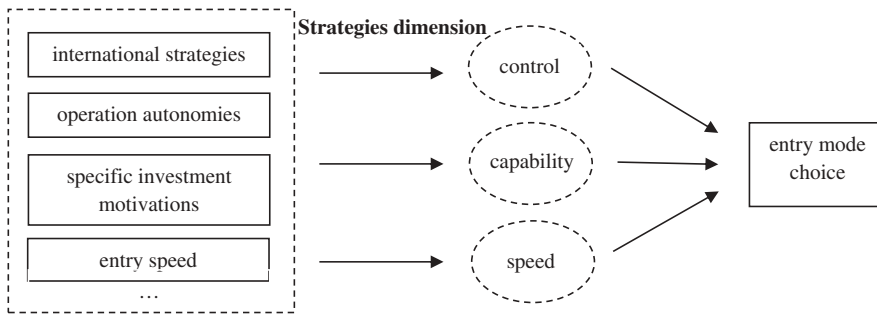 Strategies dimension
international strategies
operation autonomies
specific investment
motivations
entry speed
...
control
capability
speed
entry mode
choice